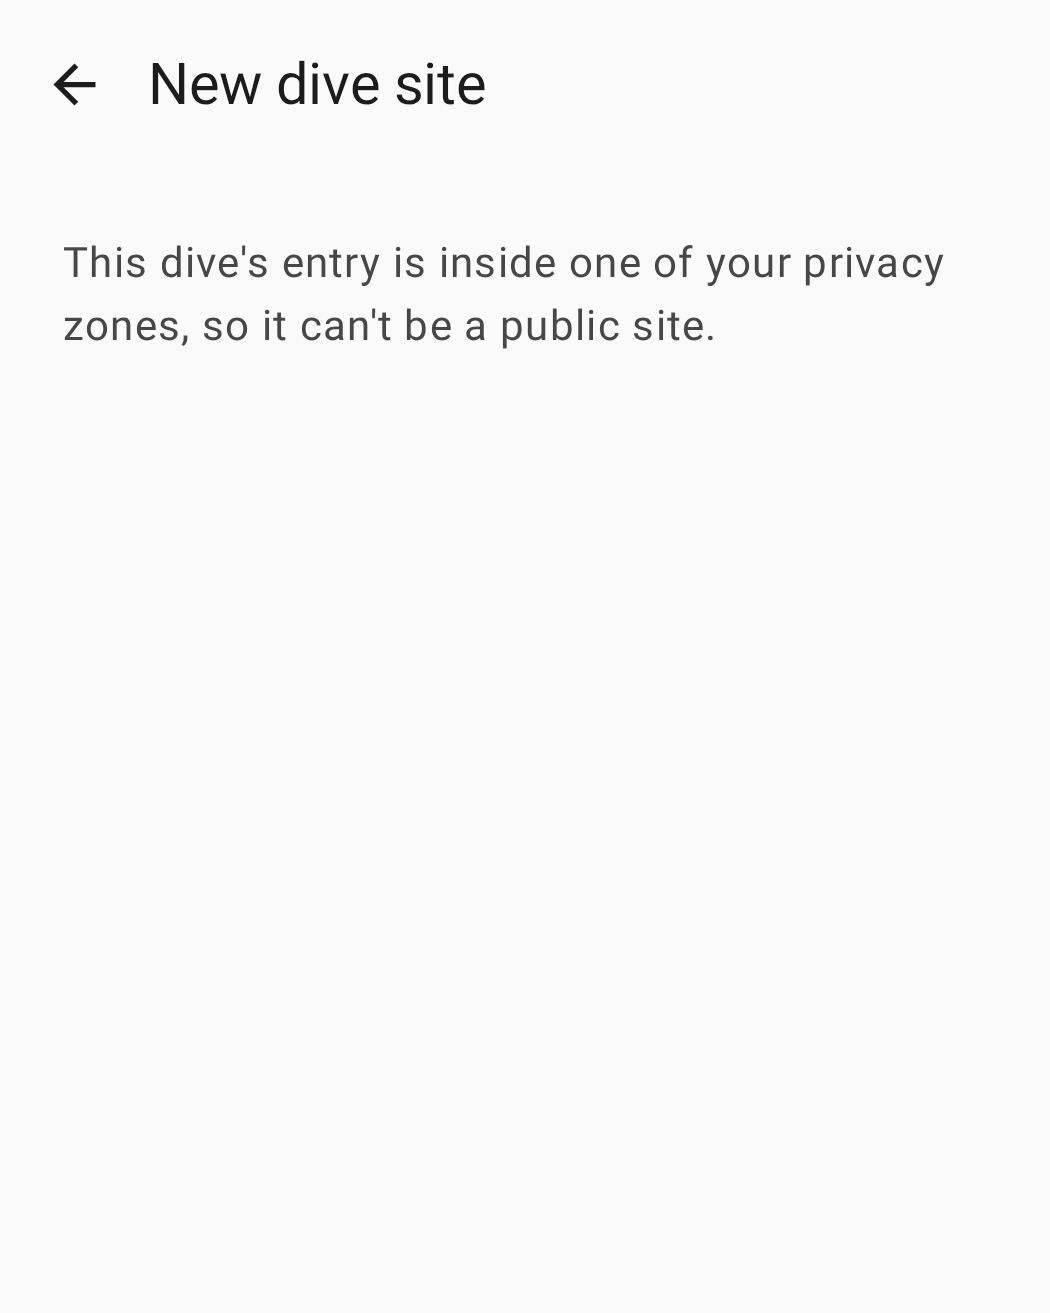 New dive site
This dive's entry is inside one of your privacy
zones, so it can't be a public site.